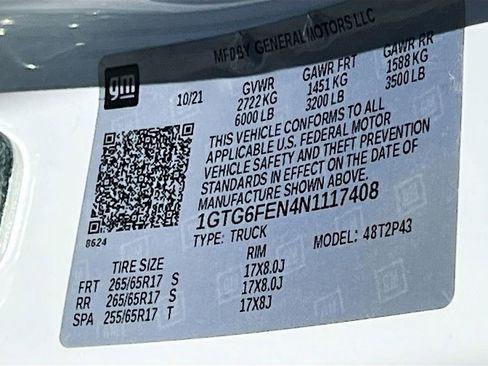 MFD BY GENERAL MOTORS LLC
gm
10/21
GVWR GAWR FRT GAWR RR
2722 KG 1451 KG 1588 KG
6000 LB 3200 LB 3500 LB
THIS VEHICLE CONFORMS TO ALL
APPLICABLE U.S. FEDERAL MOTOR
VEHICLE SAFETY AND THEFT PREVENTION
STANDARDS IN EFFECT ON THE DATE OF
MANUFACTURE SHOWN ABOVE.
1GTG6FEN4N1117408
8624
TYPE: TRUCK MODEL: 48T2P43
TIRE SIZE RIM
FRT 265/65R17 S 17X8.0J
RR 265/65R17 S 17X8.0J
SPA 255/65R17 T 17X8J